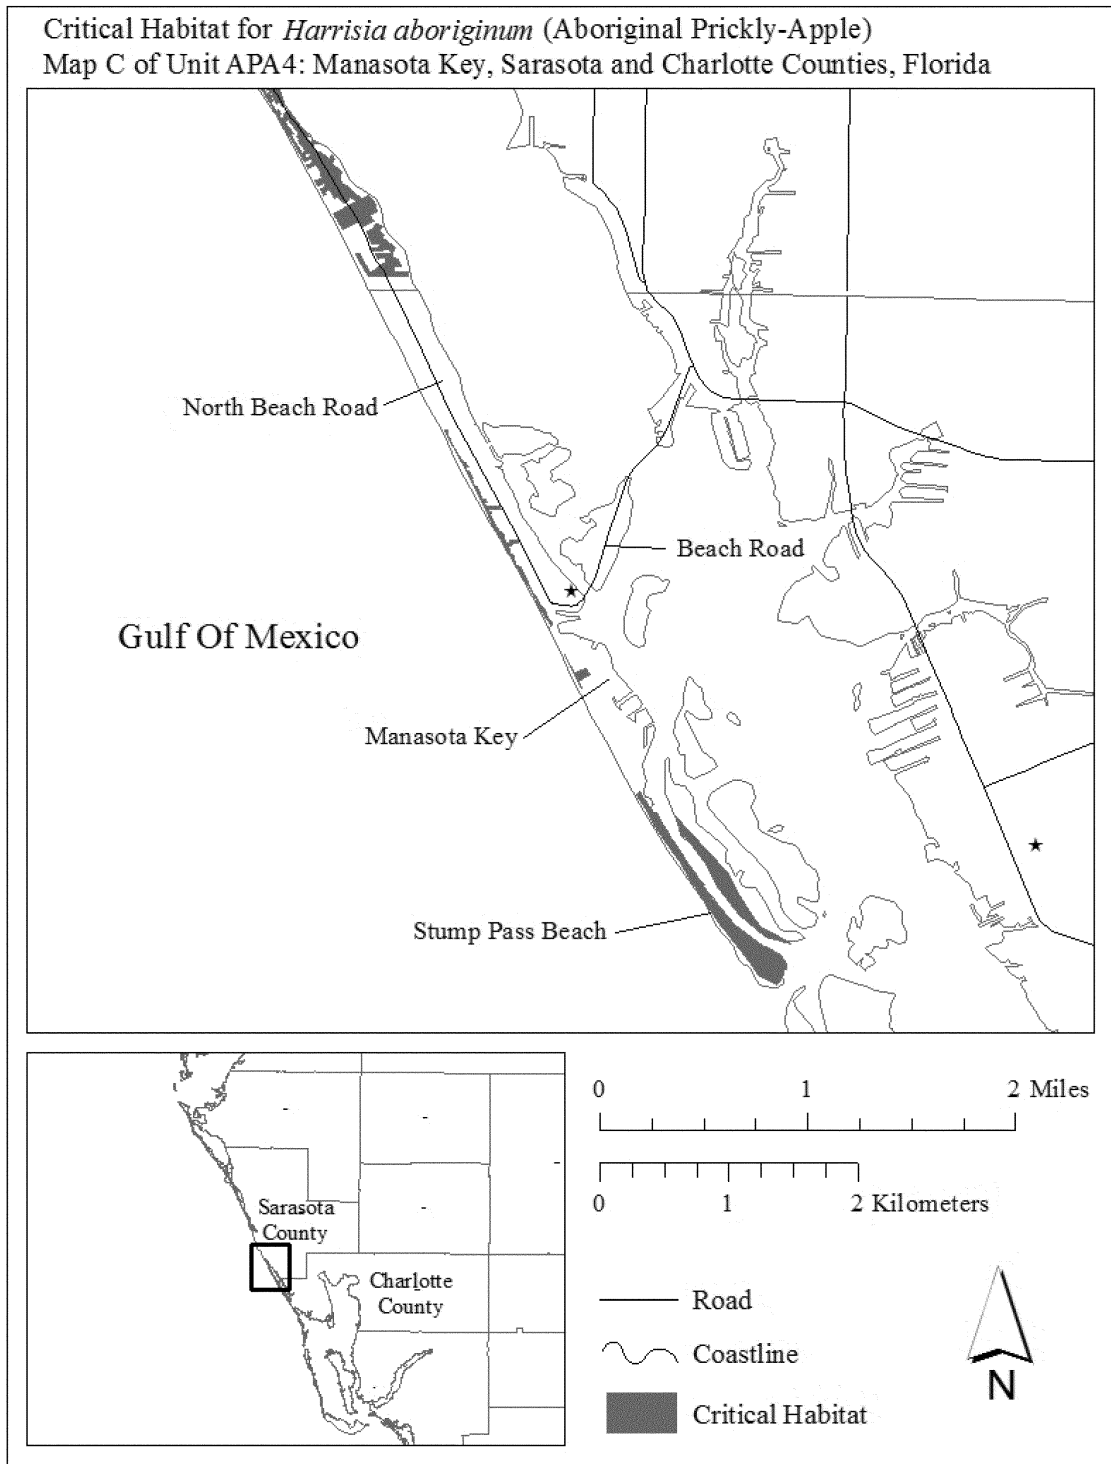 Critical Habitat for Harrisia aboriginum (Aboriginal Prickly-Apple)
Map C of Unit APA4: Manasota Key, Sarasota and Charlotte Counties, Florida
North Beach Road
Beach Road
Gulf Of Mexico
Manasota Key
Stump Pass Beach
Sarasota
County
Charlotte
County
0 1 2 Miles
0 1 2 Kilometers
Road
Coastline
Critical Habitat
N